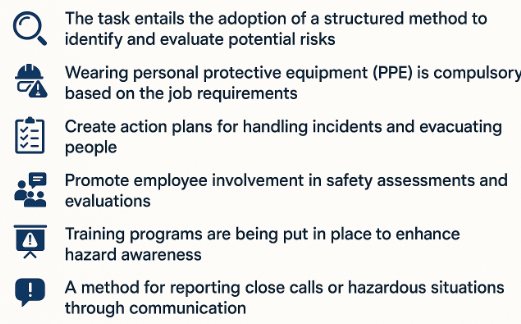 The task entails the adoption of a structured method to
identify and evaluate potential risks
Wearing personal protective equipment (PPE) is compulsory
based on the job requirements
Create action plans for handling incidents and evacuating
people
Promote employee involvement in safety assessments and
evaluations
Training programs are being put in place to enhance
hazard awareness
A method for reporting close calls or hazardous situations
through communication